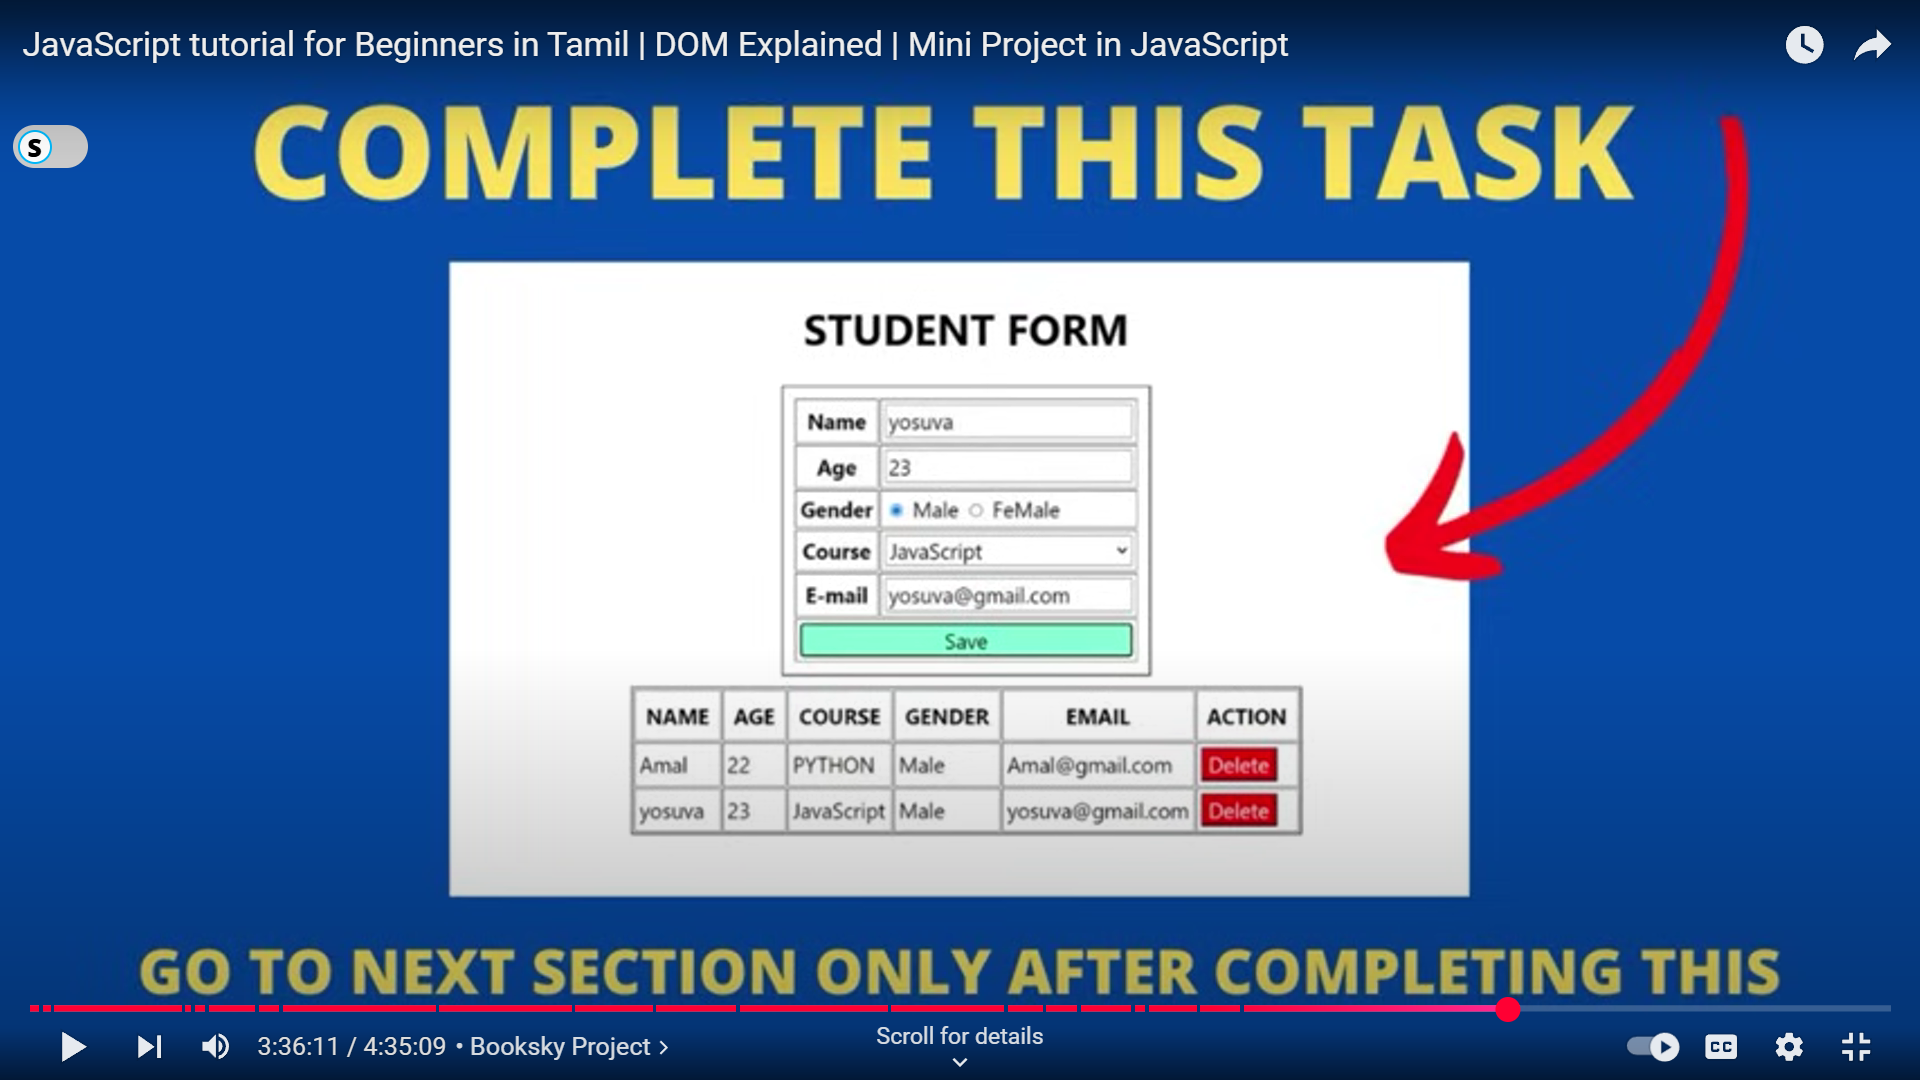 JavaScript tutorial for Beginners in Tamil | DOM Explained | Mini Project in JavaScript
COMPLETE THIS TASK
S
STUDENT FORM
Name yosuva
Age 23
Gender Male FeMale
Course JavaScript
E-mail yosuva@gmail.com
Save
NAME AGE COURSE GENDER EMAIL ACTION
Amal 22 PYTHON Male Amal@gmail.com Delete
yosuva 23 JavaScript Male yosuva@gmail.com Delete
GO TO NEXT SECTION ONLY AFTER COMPLETING THIS
3:36:11 / 4:35:09 • Booksky Project › Scroll for details CC